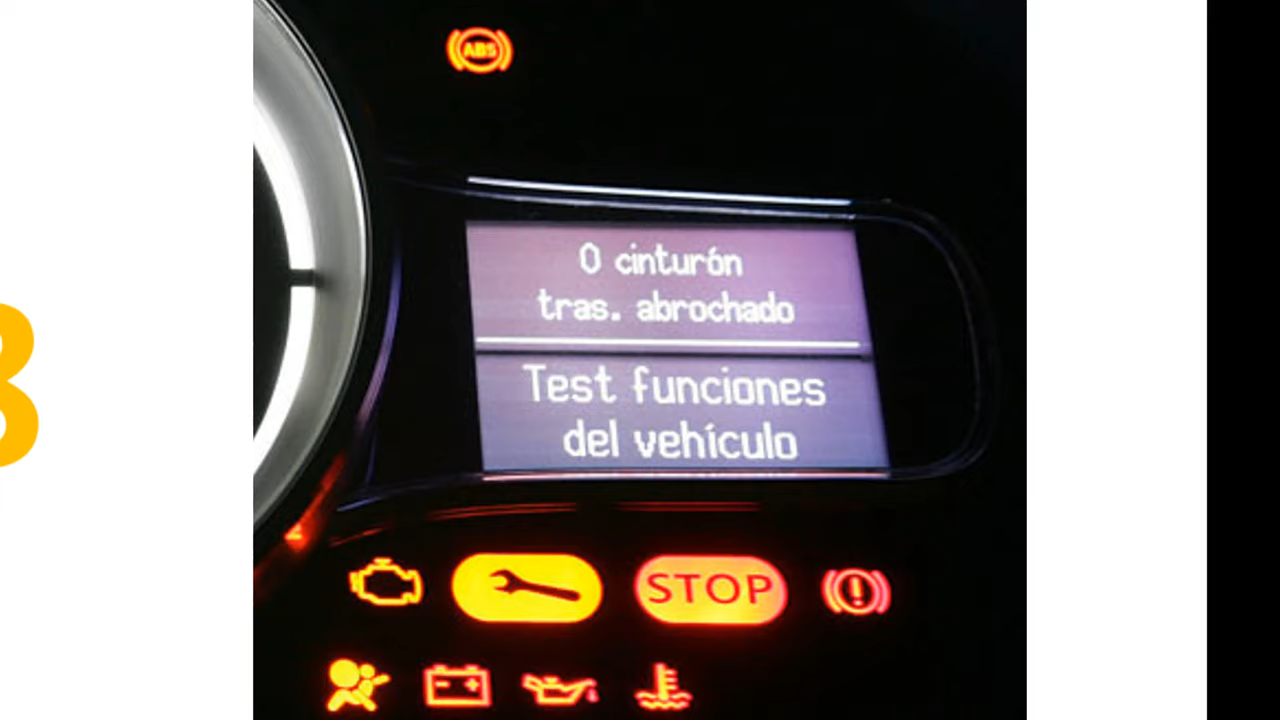 ABS
0 cinturón
tras. abrochado
Test funciones
del vehículo
STOP